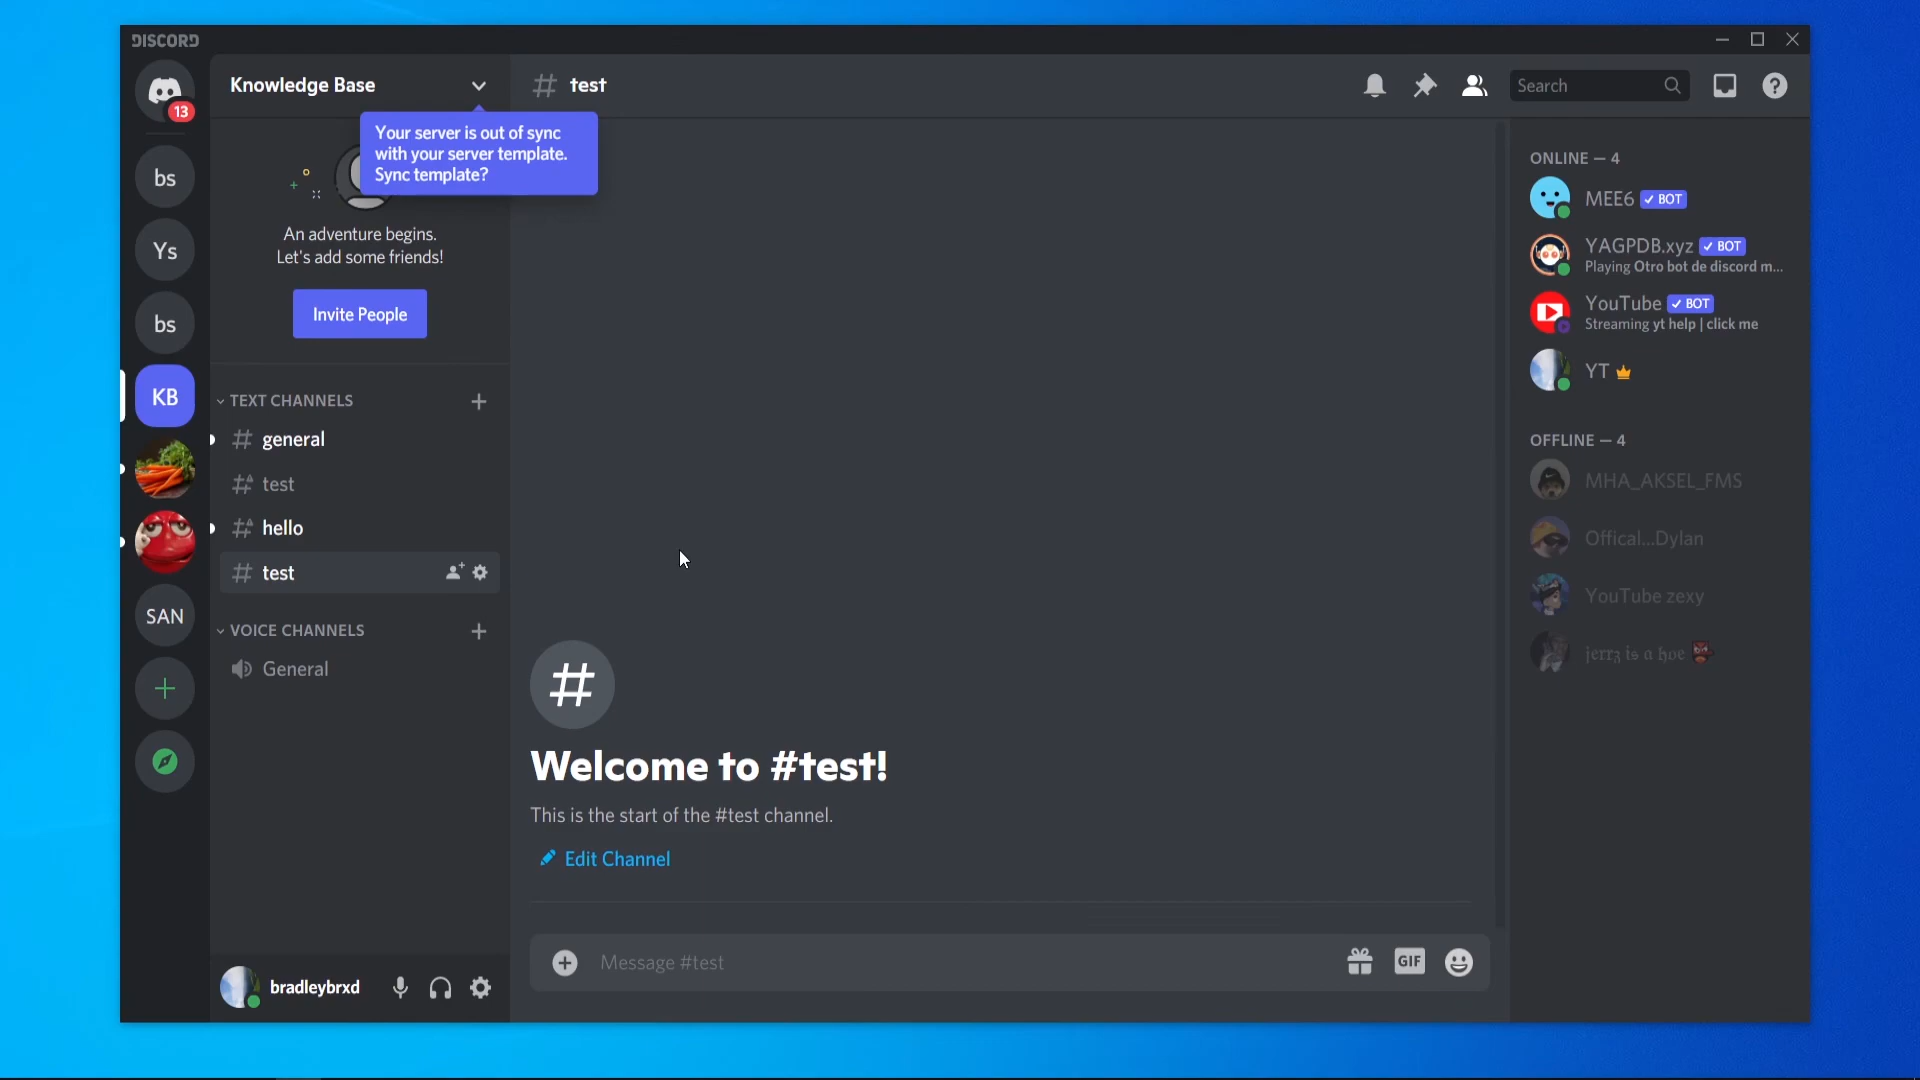 DISCORD
13
bs
Ys
bs
KB
SAN
Knowledge Base
Your server is out of sync
with your server template.
Sync template?
An adventure begins.
Let's add some friends!
Invite People
TEXT CHANNELS
general
test
hello
test
VOICE CHANNELS
General
bradleybrxd
# test
Search
?
#
Welcome to #test!
This is the start of the #test channel.
Edit Channel
Message #test
GIF
ONLINE — 4
MEE6 ✓ BOT
YAGPDB.xyz ✓ BOT
Playing Otro bot de discord m...
YouTube ✓ BOT
Streaming yt help | click me
YT
OFFLINE — 4
MHA_AKSEL_FMS
Offical...Dylan
YouTube zexy
𝔧𝔢𝔯𝔯𝔷 𝔦𝔰 𝔞 𝔥𝔬𝔢